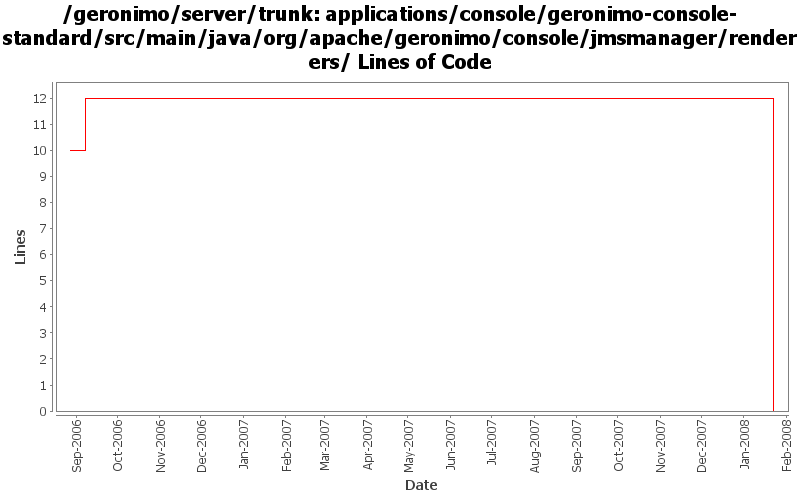 /geronimo/server/trunk: applications/console/geronimo-console-
standard/src/main/java/org/apache/geronimo/console/jmsmanager/render
ers/ Lines of Code
12
11
10
9
8
7
6
5
4
3
2
1
0
Lines
Sep-2006
Oct-2006
Nov-2006
Dec-2006
Jan-2007
Feb-2007
Mar-2007
Apr-2007
May-2007
Jun-2007
Jul-2007
Aug-2007
Sep-2007
Oct-2007
Nov-2007
Dec-2007
Jan-2008
Feb-2008
Date